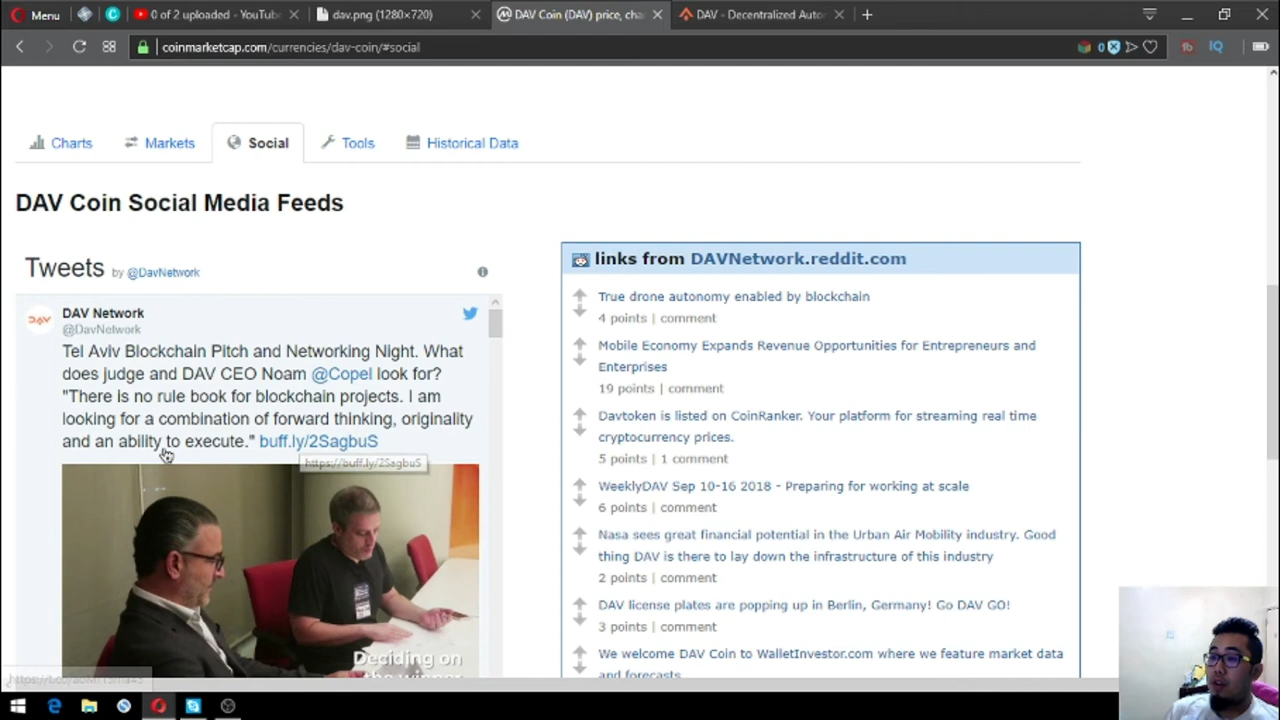 Menu
0 of 2 uploaded - YouTube
dav.png (1280×720)
DAV Coin (DAV) price, cha
DAV - Decentralized Auto
coinmarketcap.com/currencies/dav-coin/#social
0
Charts
Markets
Social
Tools
Historical Data
DAV Coin Social Media Feeds
Tweets by @DavNetwork
DAV Network
@DavNetwork
Tel Aviv Blockchain Pitch and Networking Night. What
does judge and DAV CEO Noam @Copel look for?
"There is no rule book for blockchain projects. I am
looking for a combination of forward thinking, originality
and an ability to execute." buff.ly/2SagbuS
https://buff.ly/2SagbuS
Deciding on
the winner
links from DAVNetwork.reddit.com
True drone autonomy enabled by blockchain
4 points | comment
Mobile Economy Expands Revenue Opportunities for Entrepreneurs and
Enterprises
19 points | comment
Davtoken is listed on CoinRanker. Your platform for streaming real time
cryptocurrency prices.
5 points | 1 comment
WeeklyDAV Sep 10-16 2018 - Preparing for working at scale
6 points | comment
Nasa sees great financial potential in the Urban Air Mobility industry. Good
thing DAV is there to lay down the infrastructure of this industry
2 points | comment
DAV license plates are popping up in Berlin, Germany! Go DAV GO!
3 points | comment
We welcome DAV Coin to WalletInvestor.com where we feature market data
and forecasts